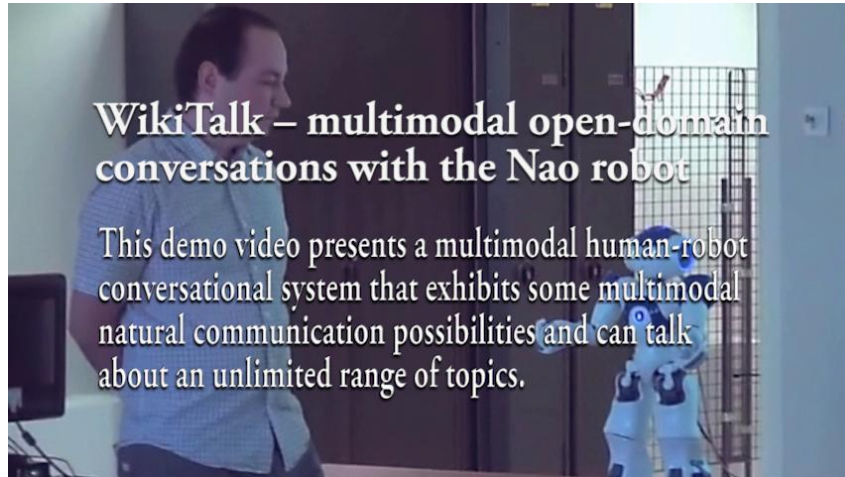 WikiTalk – multimodal open-domain
conversations with the Nao robot
This demo video presents a multimodal human-robot
conversational system that exhibits some multimodal
natural communication possibilities and can talk
about an unlimited range of topics.